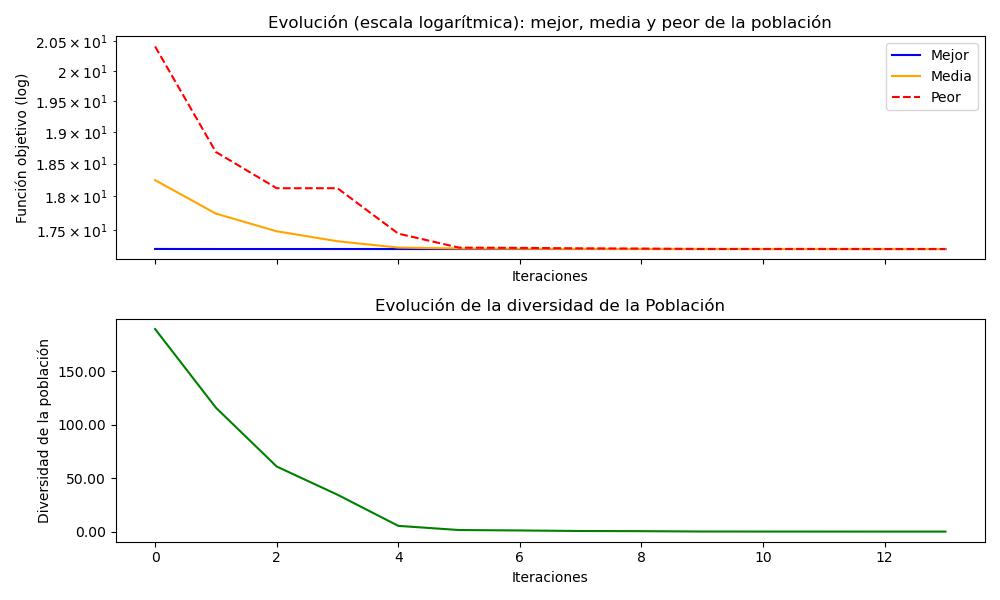 Evolución (escala logarítmica): mejor, media y peor de la población
Función objetivo (log)
2.05 × 10¹
2 × 10¹
1.95 × 10¹
1.9 × 10¹
1.85 × 10¹
1.8 × 10¹
1.75 × 10¹
Mejor
Media
Peor
Iteraciones
Evolución de la diversidad de la Población
Diversidad de la población
150.00
100.00
50.00
0.00
0 2 4 6 8 10 12
Iteraciones